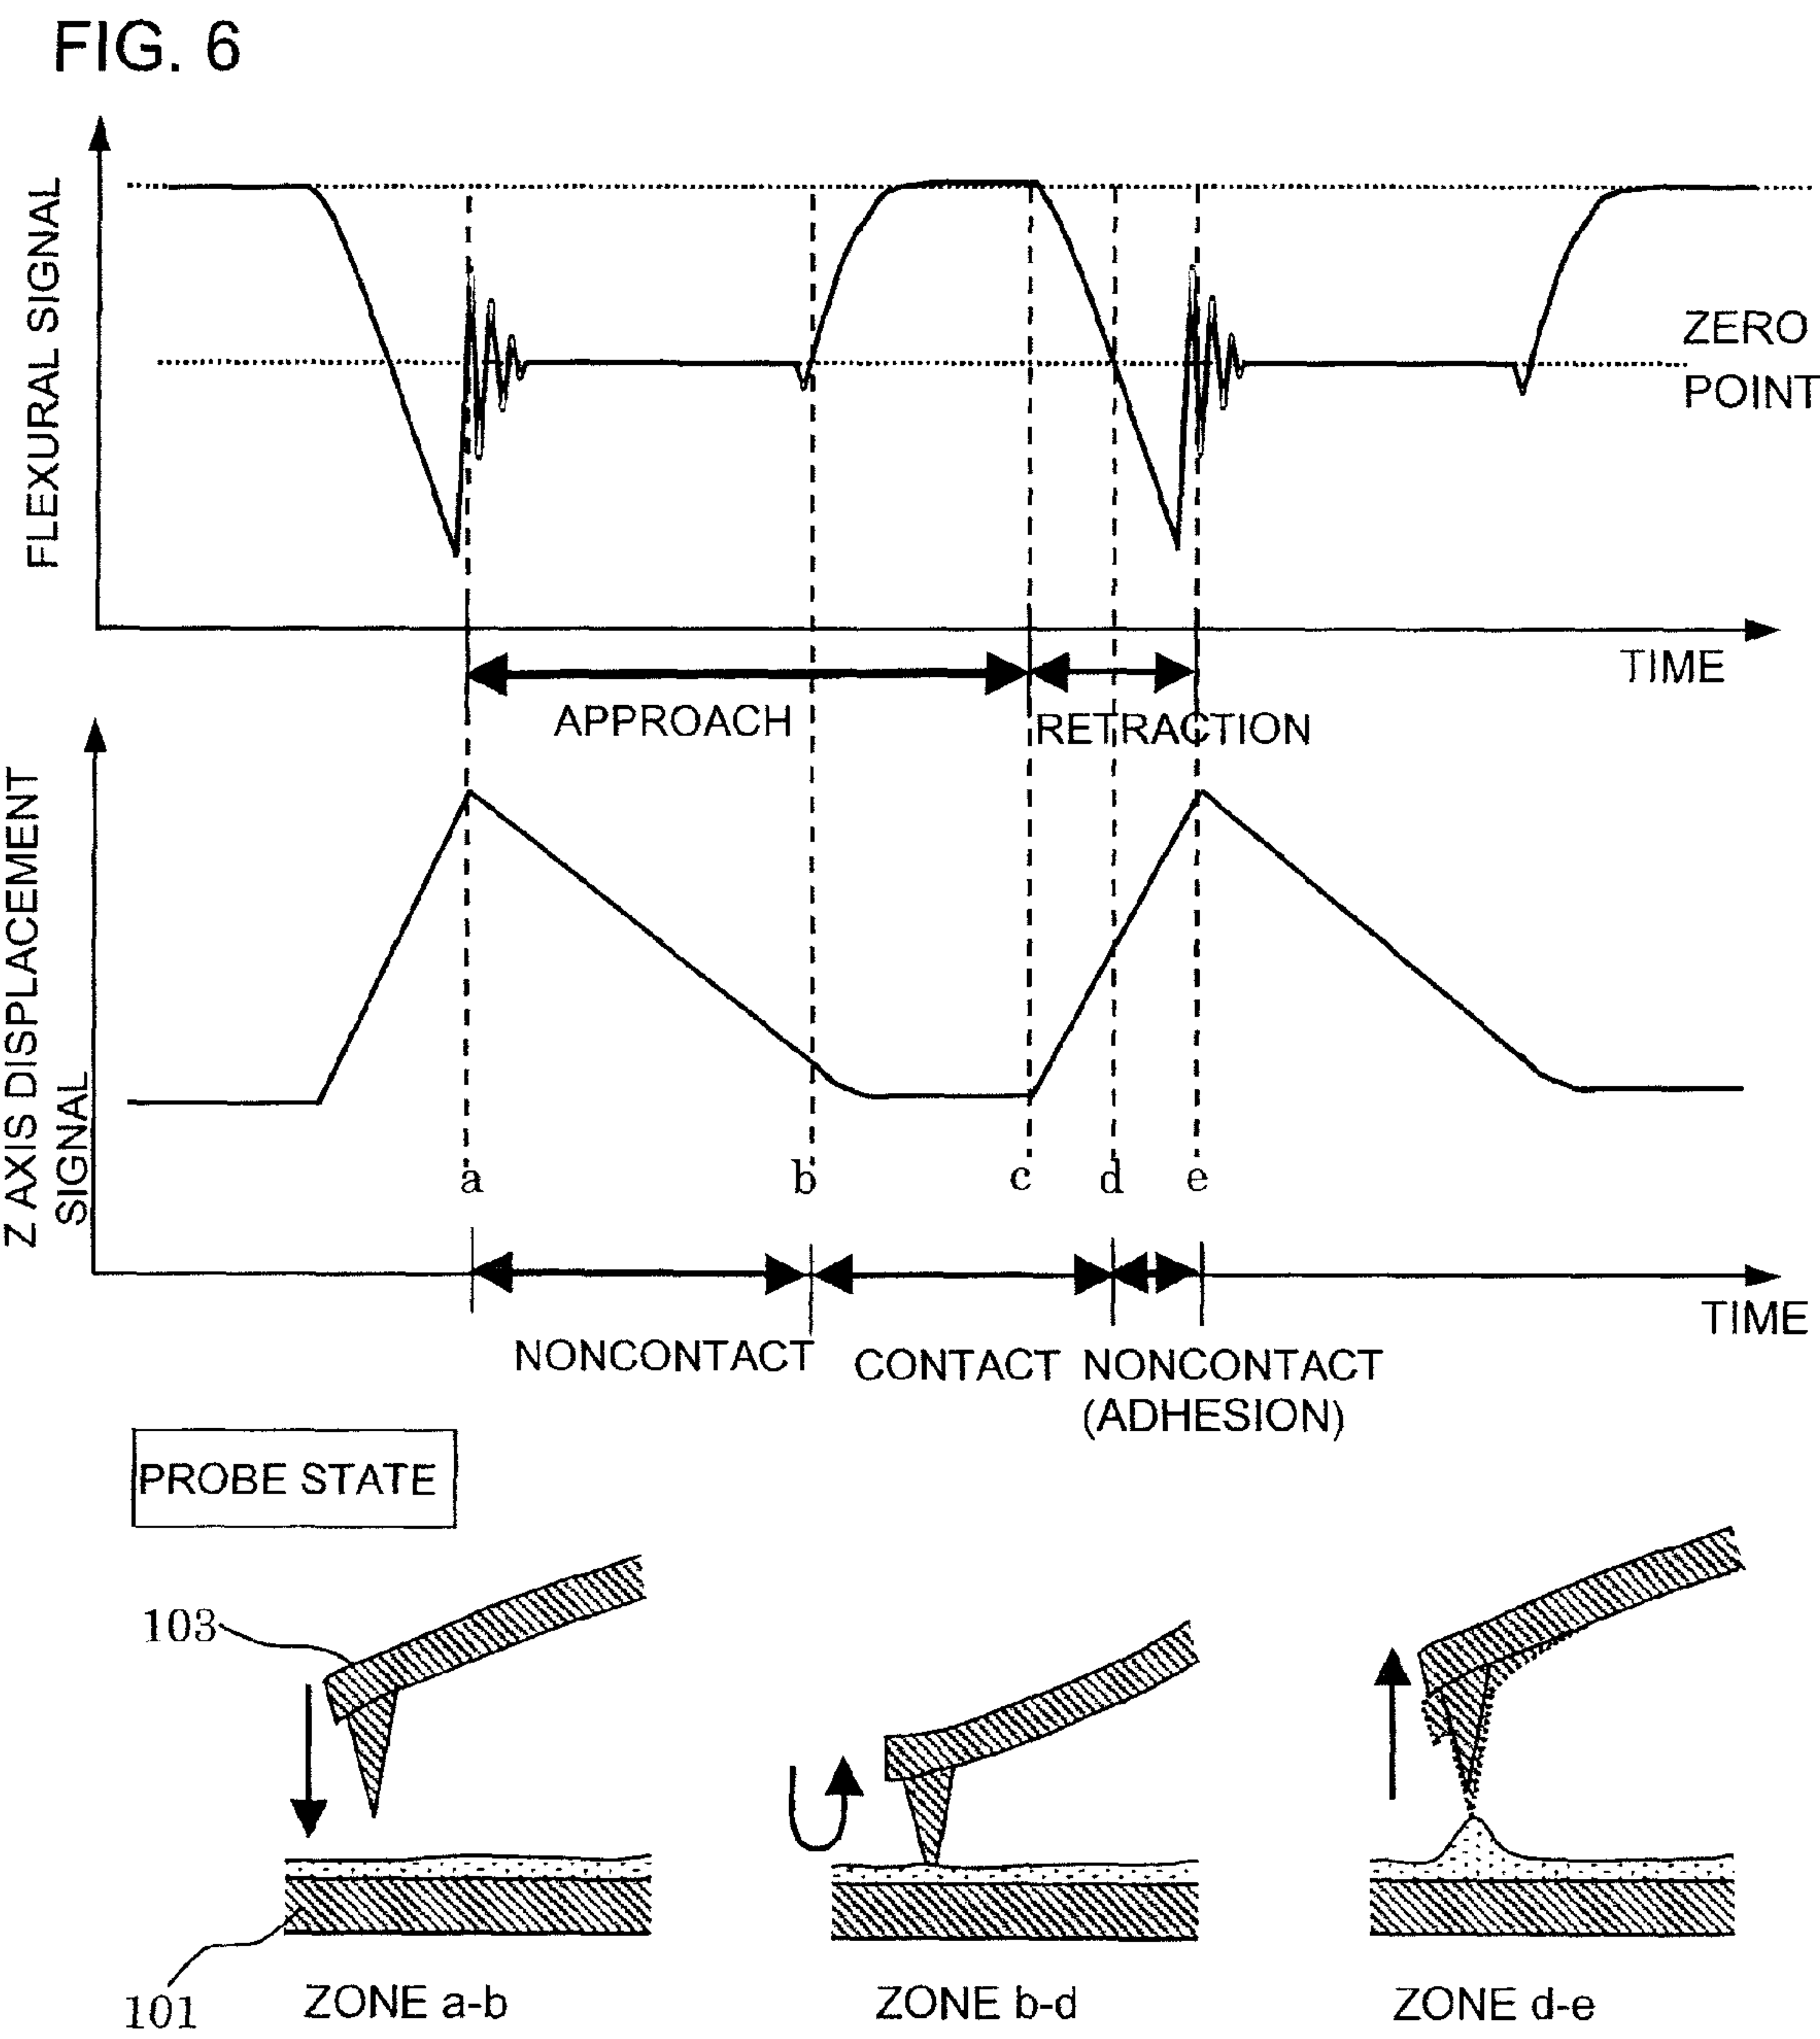 FIG. 6
FLEXURAL SIGNAL
ZERO
POINT
TIME
APPROACH
RETRACTION
Z AXIS DISPLACEMENT
SIGNAL
a b c d e
TIME
NONCONTACT
CONTACT
NONCONTACT
(ADHESION)
PROBE STATE
103
101
ZONE a-b
ZONE b-d
ZONE d-e